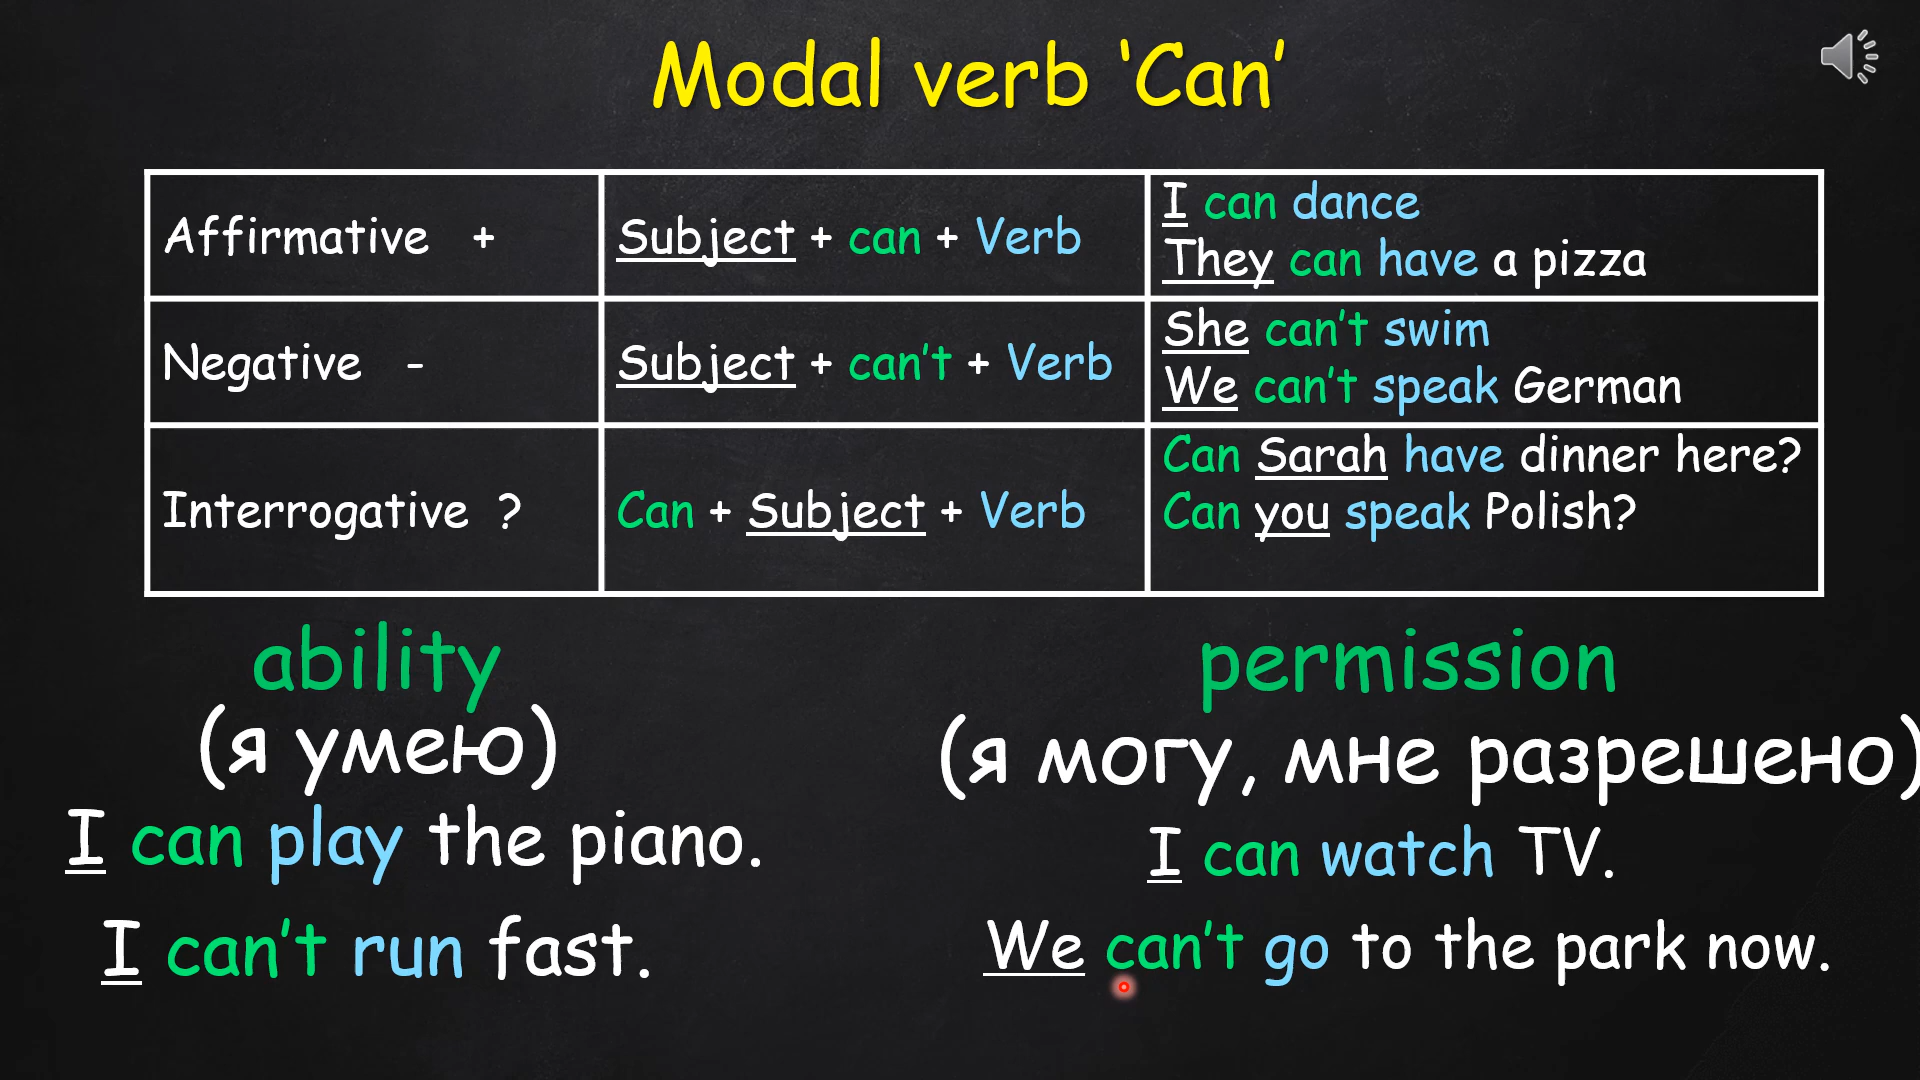 Modal verb ‘Can’
Affirmative +
Subject + can + Verb
I can dance
They can have a pizza
Negative -
Subject + can’t + Verb
She can’t swim
We can’t speak German
Interrogative ?
Can + Subject + Verb
Can Sarah have dinner here?
Can you speak Polish?
ability
(я умею)
I can play the piano.
I can’t run fast.
permission
(я могу, мне разрешено)
I can watch TV.
We can’t go to the park now.